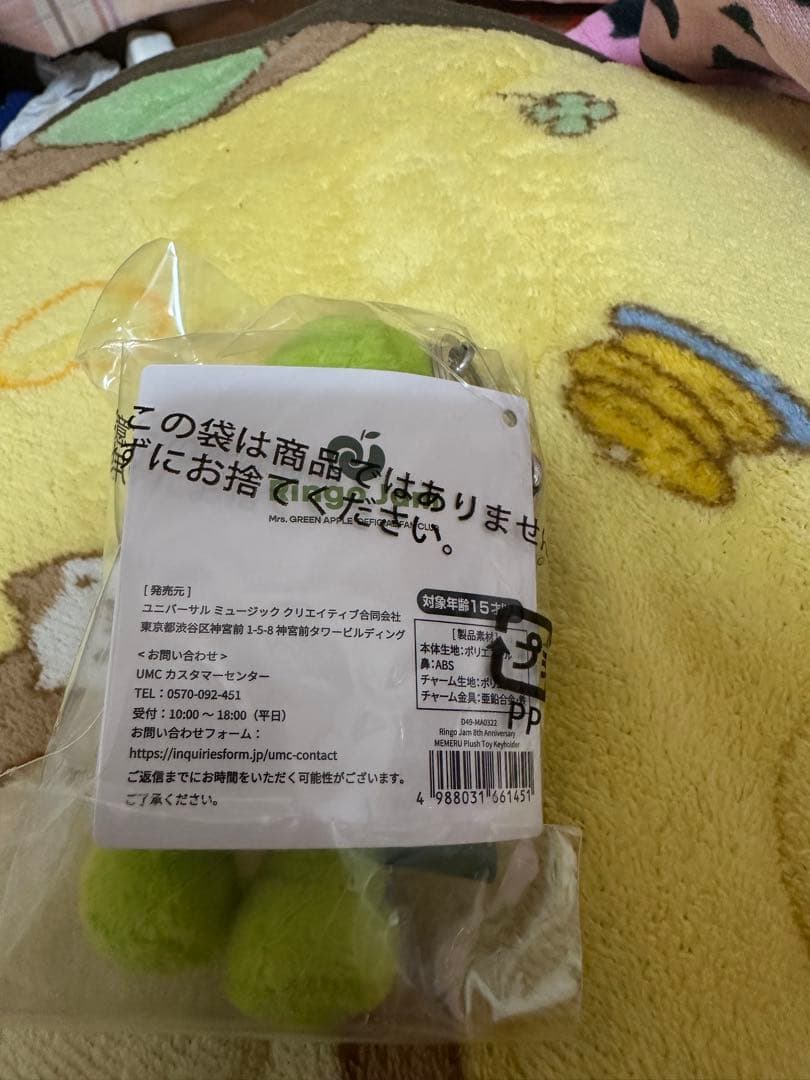 この袋は商品ではありません
ずにお捨てください。
Ringo Jam
Mrs. GREEN APPLE OFFICIAL FAN CLUB
[ 発売元 ]
ユニバーサル ミュージック クリエイティブ合同会社
東京都渋谷区神宮前 1-5-8 神宮前タワービルディング
< お問い合わせ >
UMC カスタマーセンター
TEL：0570-092-451
受付：10:00 ～ 18:00（平日）
お問い合わせフォーム：
https://inquiriesform.jp/umc-contact
ご返信までにお時間をいただく可能性がございます。
ご了承ください。
対象年齢15才
[製品素材]
本体生地：ポリエ
鼻：ABS
チャーム生地：ポリ
チャーム金具：亜鉛合金
プラ
PP
D49-MA0322
Ringo Jam 8th Anniversary
MEMERU Plush Toy Keyholder
4 988031 661451